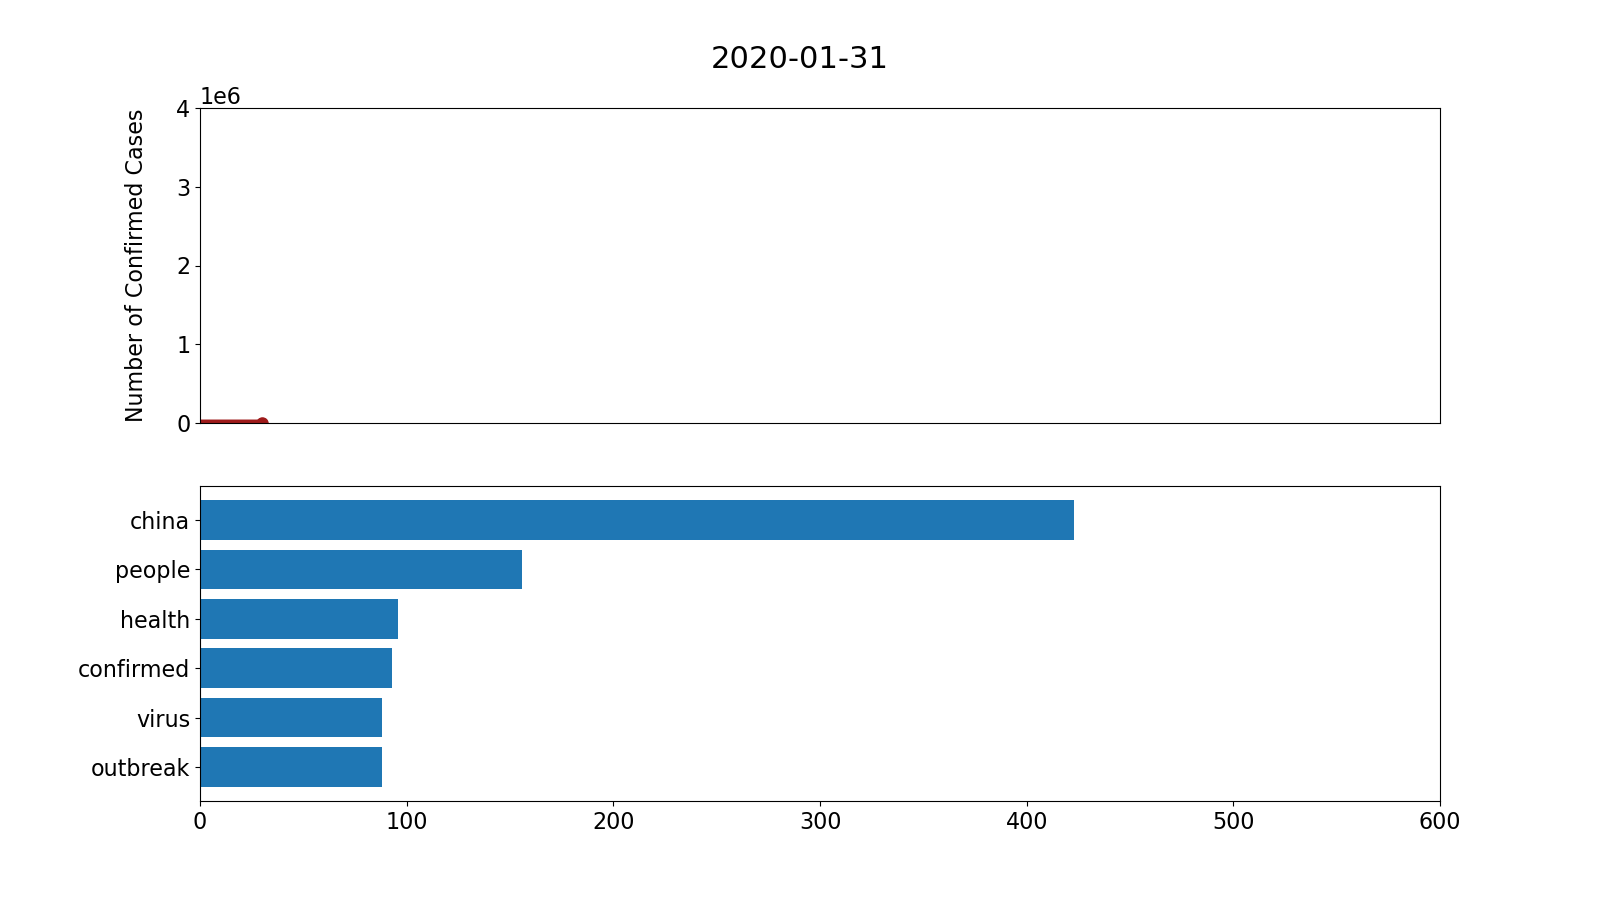 2020-01-31
1e6
Number of Confirmed Cases
4
3
2
1
0
china
people
health
confirmed
virus
outbreak
0 100 200 300 400 500 600